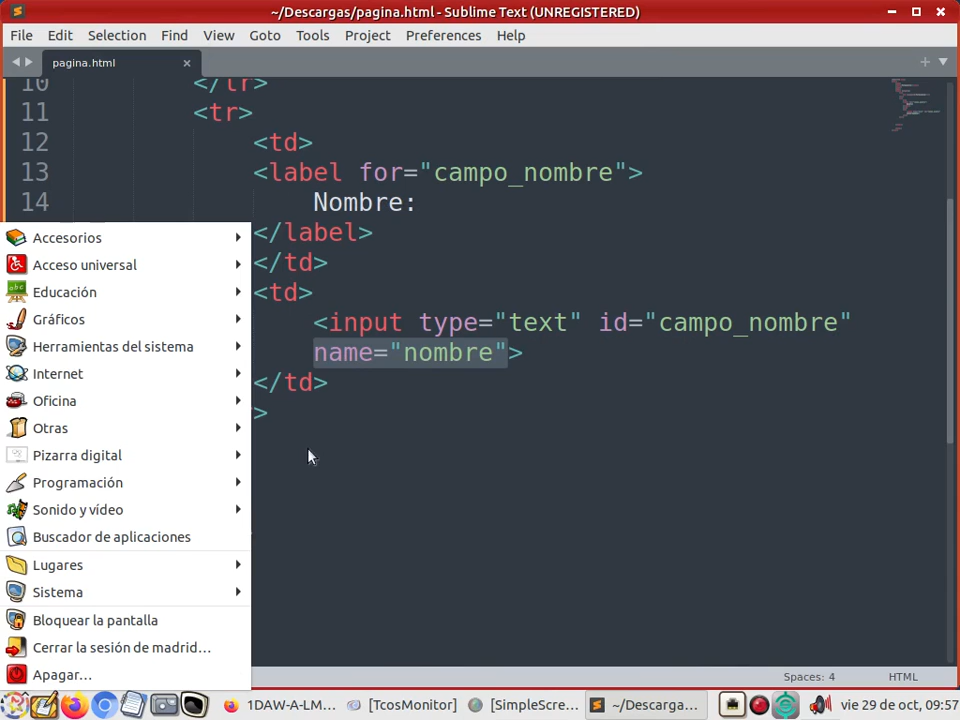 ~/Descargas/pagina.html - Sublime Text (UNREGISTERED)
File Edit Selection Find View Goto Tools Project Preferences Help
pagina.html
10 </tr>
11 <tr>
12 <td>
13 <label for="campo_nombre">
14 Nombre:
</label>
</td>
<td>
<input type="text" id="campo_nombre"
name="nombre">
</td>
>
Accesorios
Acceso universal
Educación
Gráficos
Herramientas del sistema
Internet
Oficina
Otras
Pizarra digital
Programación
Sonido y vídeo
Buscador de aplicaciones
Lugares
Sistema
Bloquear la pantalla
Cerrar la sesión de madrid...
Apagar...
Spaces: 4 HTML
1DAW-A-LM... [TcosMonitor] [SimpleScre... ~/Descarga... vie 29 de oct, 09:57